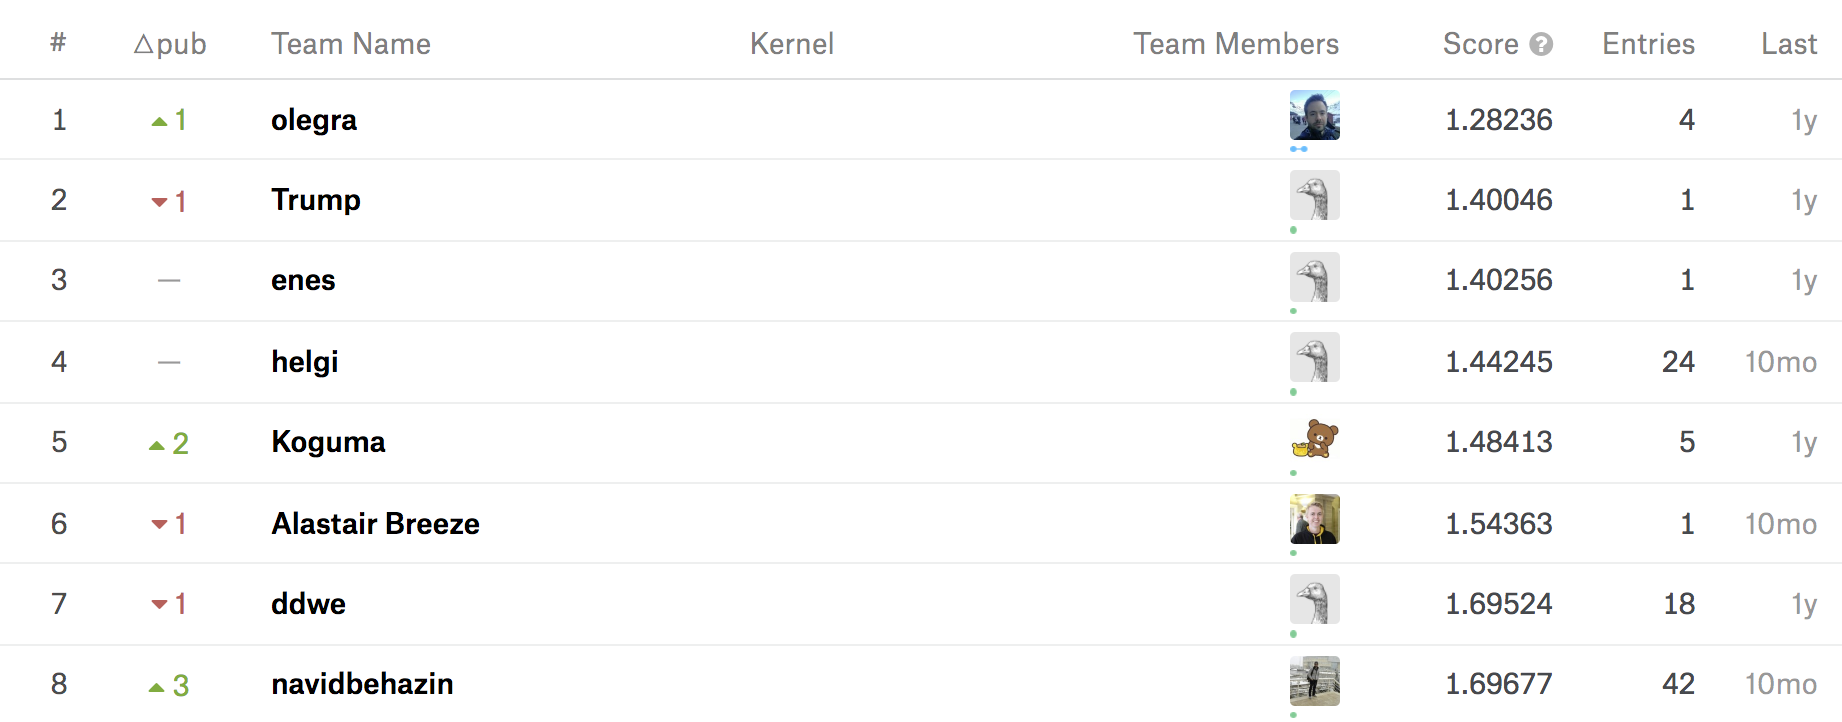 # △pub Team Name Kernel Team Members Score ? Entries Last
1 ▲1 olegra 1.28236 4 1y
2 ▼1 Trump 1.40046 1 1y
3 — enes 1.40256 1 1y
4 — helgi 1.44245 24 10mo
5 ▲2 Koguma 1.48413 5 1y
6 ▼1 Alastair Breeze 1.54363 1 10mo
7 ▼1 ddwe 1.69524 18 1y
8 ▲3 navidbehazin 1.69677 42 10mo